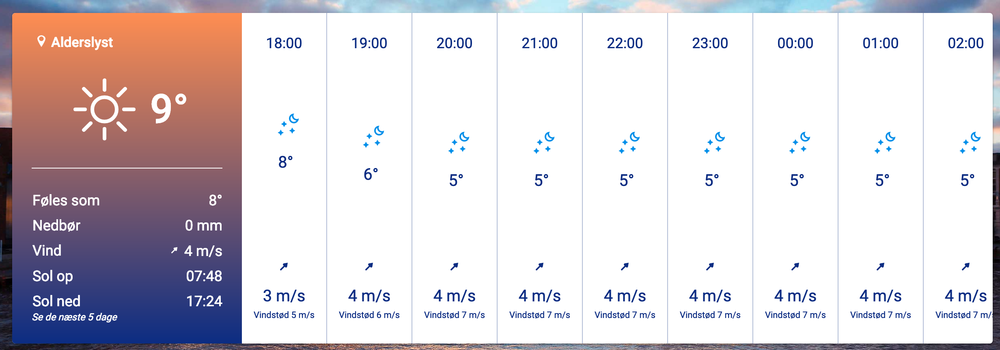 Alderslyst
9°
Føles som 8°
Nedbør 0 mm
Vind 4 m/s
Sol op 07:48
Sol ned 17:24
Se de næste 5 dage
18:00 19:00 20:00 21:00 22:00 23:00 00:00 01:00 02:00
8° 6° 5° 5° 5° 5° 5° 5° 5°
3 m/s 4 m/s 4 m/s 4 m/s 4 m/s 4 m/s 4 m/s 4 m/s 4 m/s
Vindstød 5 m/s Vindstød 6 m/s Vindstød 7 m/s Vindstød 7 m/s Vindstød 7 m/s Vindstød 7 m/s Vindstød 7 m/s Vindstød 7 m/s Vindstød 7 m/s